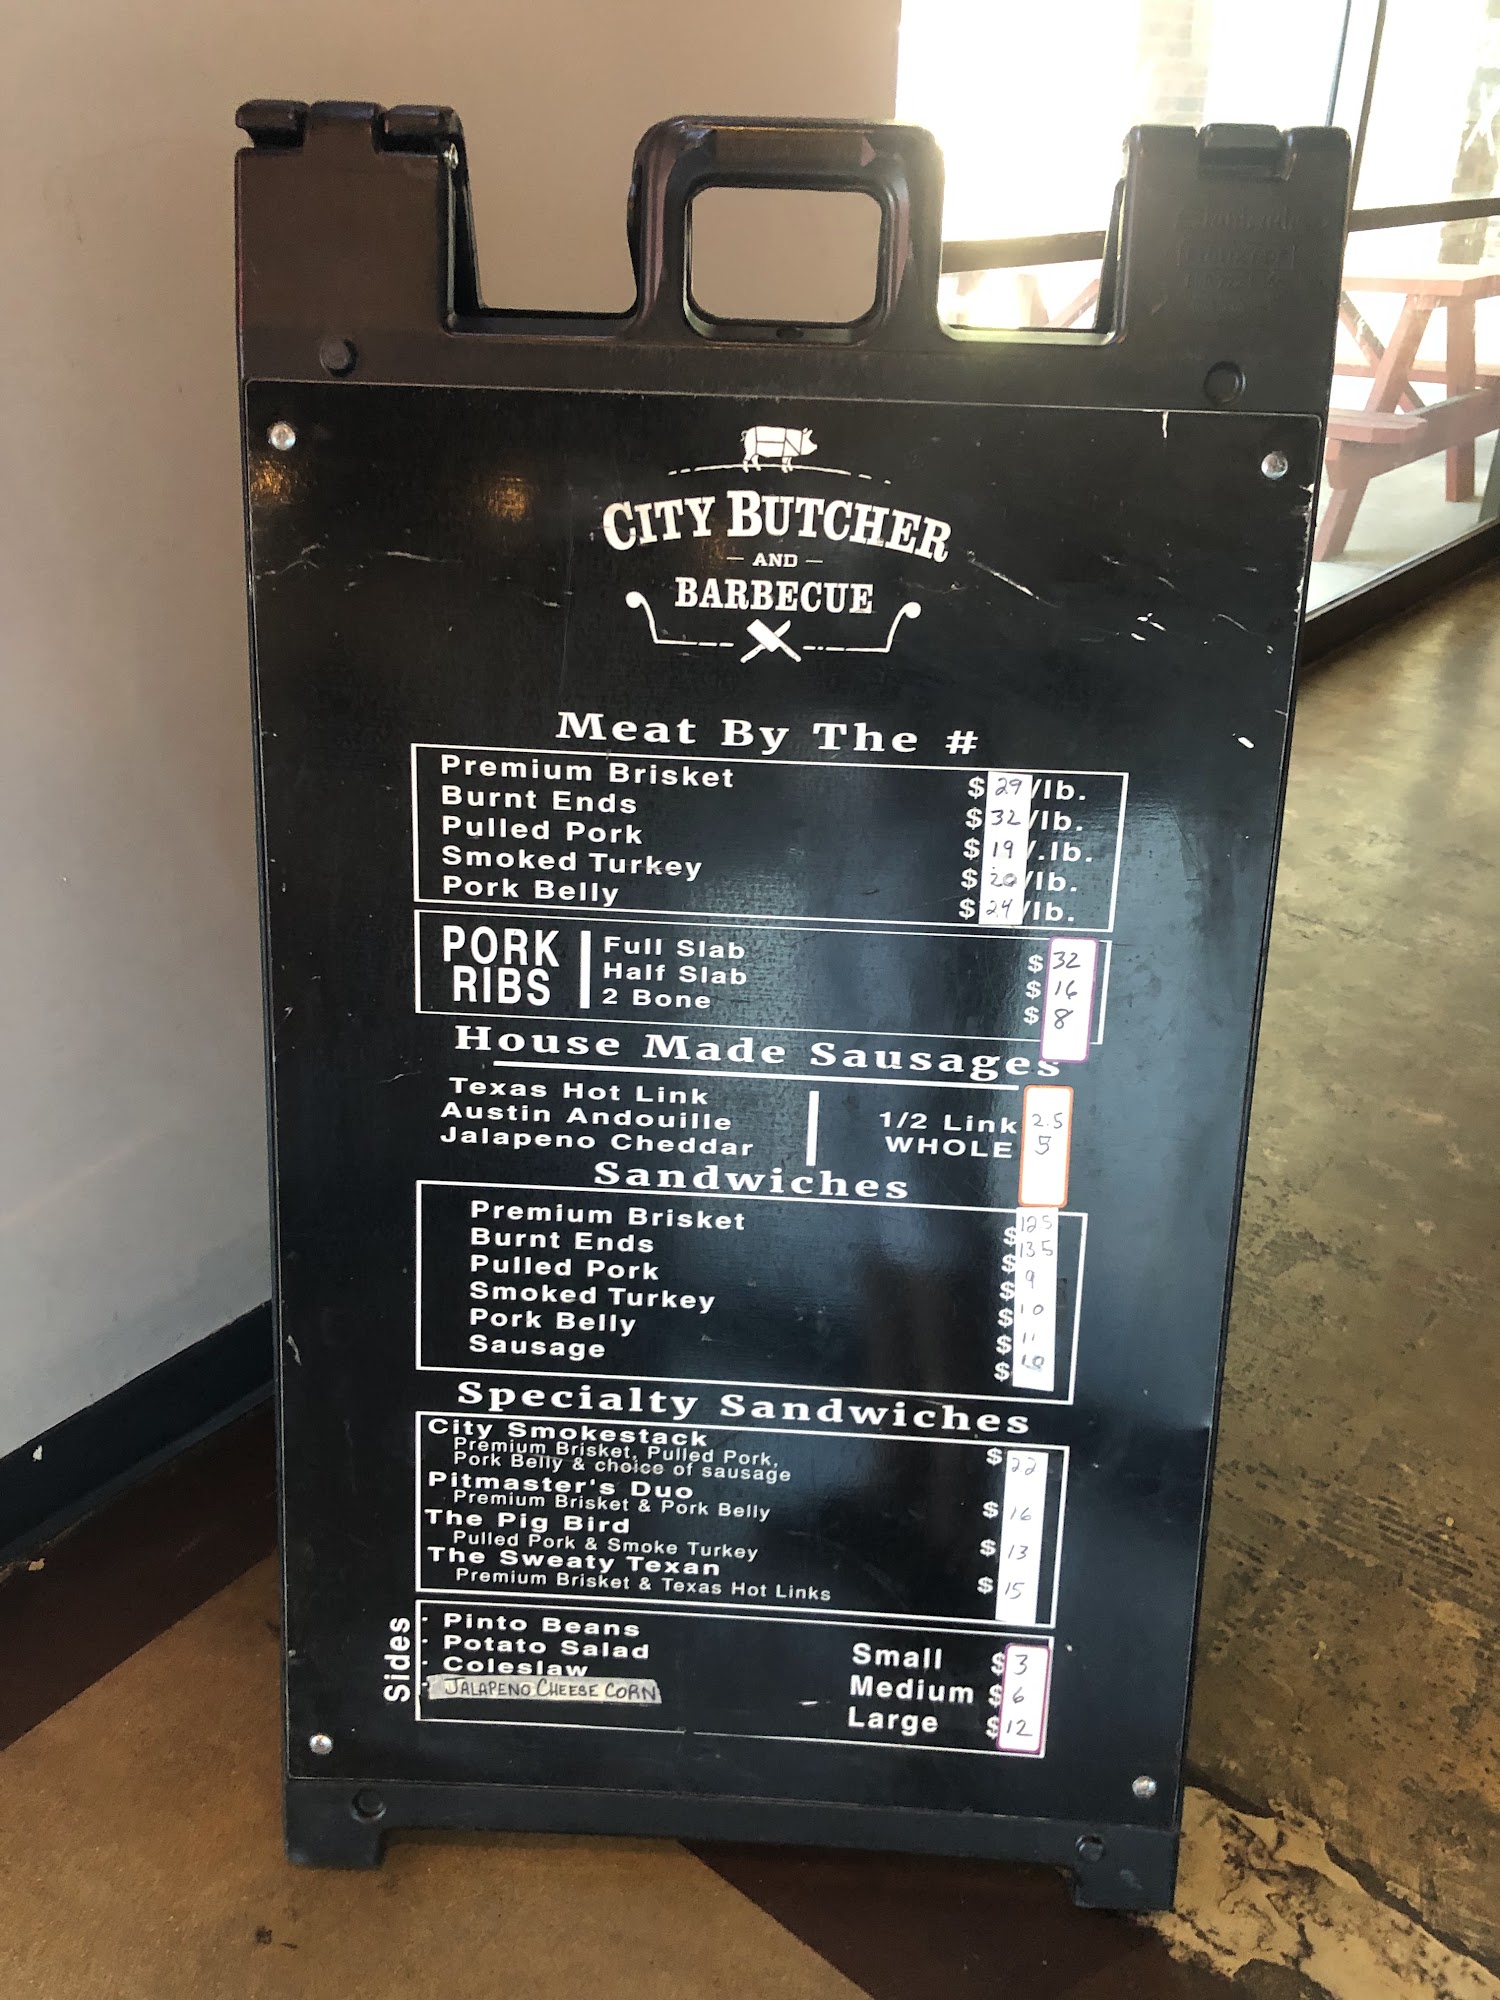 CITY BUTCHER
AND
BARBECUE
Meat By The #
Premium Brisket $29/lb.
Burnt Ends $32/lb.
Pulled Pork $19/.lb.
Smoked Turkey $20/lb.
Pork Belly $24/lb.
PORK RIBS
Full Slab $32
Half Slab $16
2 Bone $8
House Made Sausages
Texas Hot Link
Austin Andouille 1/2 Link 2.5
Jalapeno Cheddar WHOLE 5
Sandwiches
Premium Brisket $12.5
Burnt Ends $13.5
Pulled Pork $9
Smoked Turkey $10
Pork Belly $11
Sausage $10
Specialty Sandwiches
City Smokestack $22
Premium Brisket, Pulled Pork,
Pork Belly & choice of sausage
Pitmaster's Duo $16
Premium Brisket & Pork Belly
The Pig Bird $13
Pulled Pork & Smoke Turkey
The Sweaty Texan $15
Premium Brisket & Texas Hot Links
Sides
- Pinto Beans
- Potato Salad
- Coleslaw
- JALAPENO CHEESE CORN
Small $3
Medium $6
Large $12